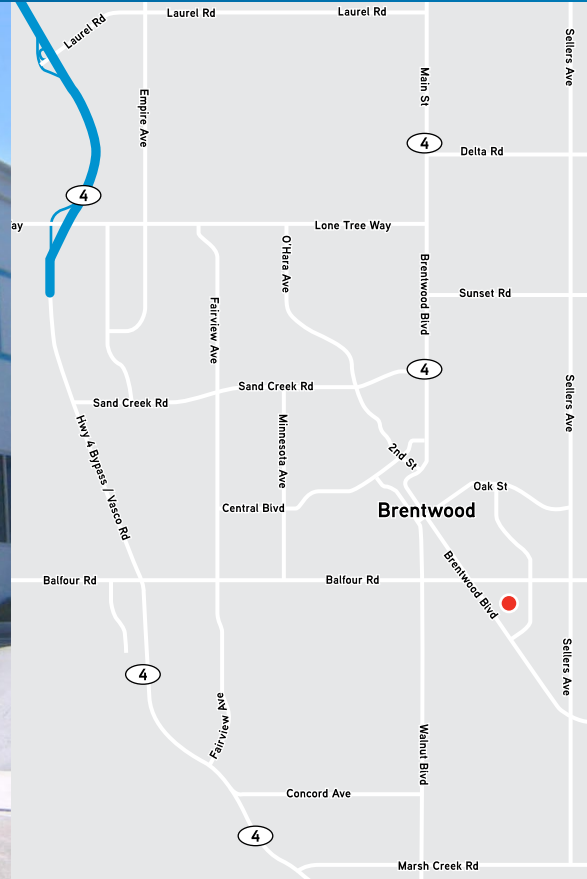 Laurel Rd
Laurel Rd
Laurel Rd
Sellers Ave
Main St
Empire Ave
4
Delta Rd
4
ay
Lone Tree Way
O'Hara Ave
Brentwood Blvd
Sunset Rd
Fairview Ave
4
Sand Creek Rd
Sand Creek Rd
Sellers Ave
Minnesota Ave
Hwy 4 Bypass / Vasco Rd
2nd St
Oak St
Central Blvd
Brentwood
Balfour Rd
Balfour Rd
Brentwood Blvd
4
Sellers Ave
Fairview Ave
Walnut Blvd
Concord Ave
4
Marsh Creek Rd